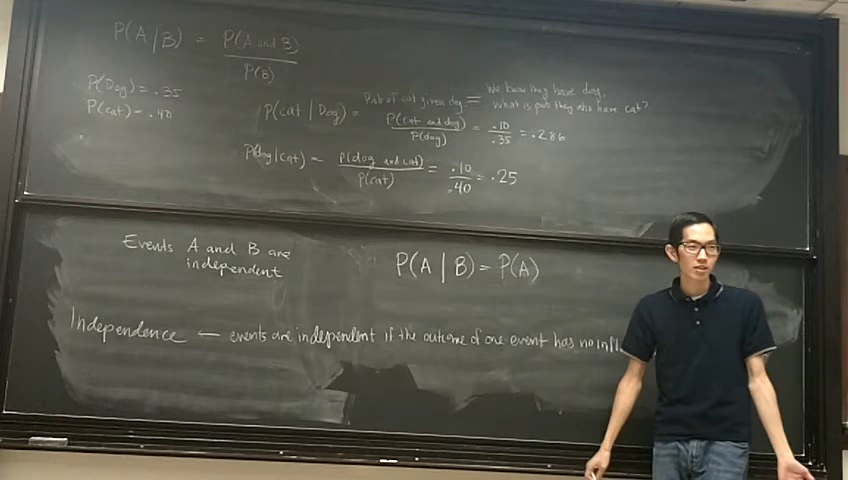 P(A | B) = P(A and B) / P(B)
P(Dog) = .35
P(cat) = .40
We know they have dog,
P(cat | Dog) = Prob of cat given dog = what is prob they also have cat?
P(cat and dog) / P(dog) = .10 / .35 = .286
P(dog | cat) = P(dog and cat) / P(cat) = .10 / .40 = .25
Events A and B are
independent
P(A | B) = P(A)
Independence — events are independent if the outcome of one event has no infl